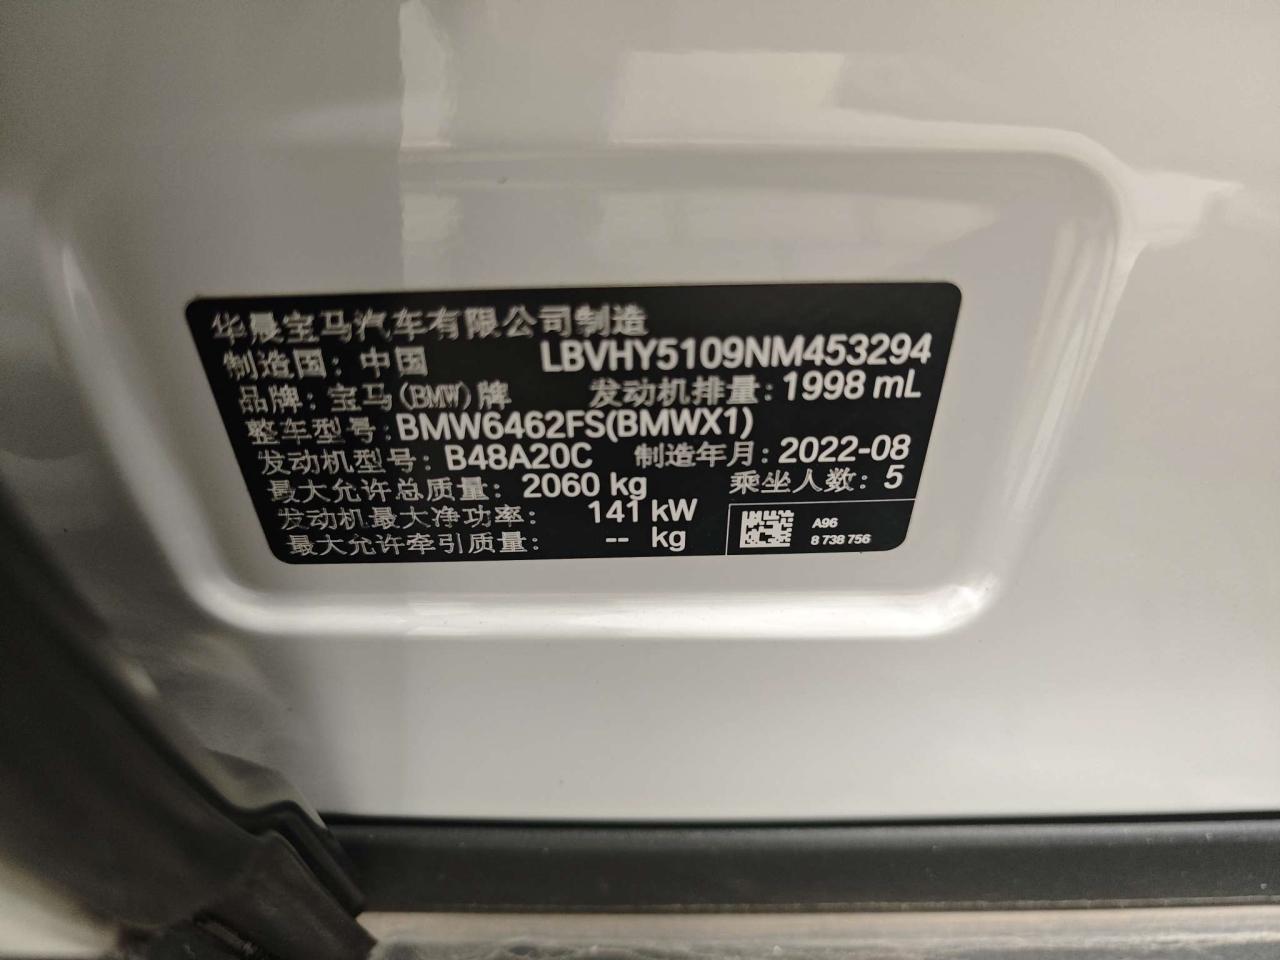 华晨宝马汽车有限公司制造
制造国：中国 LBVHY5109NM453294
品牌：宝马(BMW)牌 发动机排量：1998 mL
整车型号：BMW6462FS(BMWX1)
发动机型号：B48A20C 制造年月：2022-08
最大允许总质量：2060 kg 乘坐人数：5
发动机最大净功率：141 kW
最大允许牵引质量：-- kg
A96
8 738 756